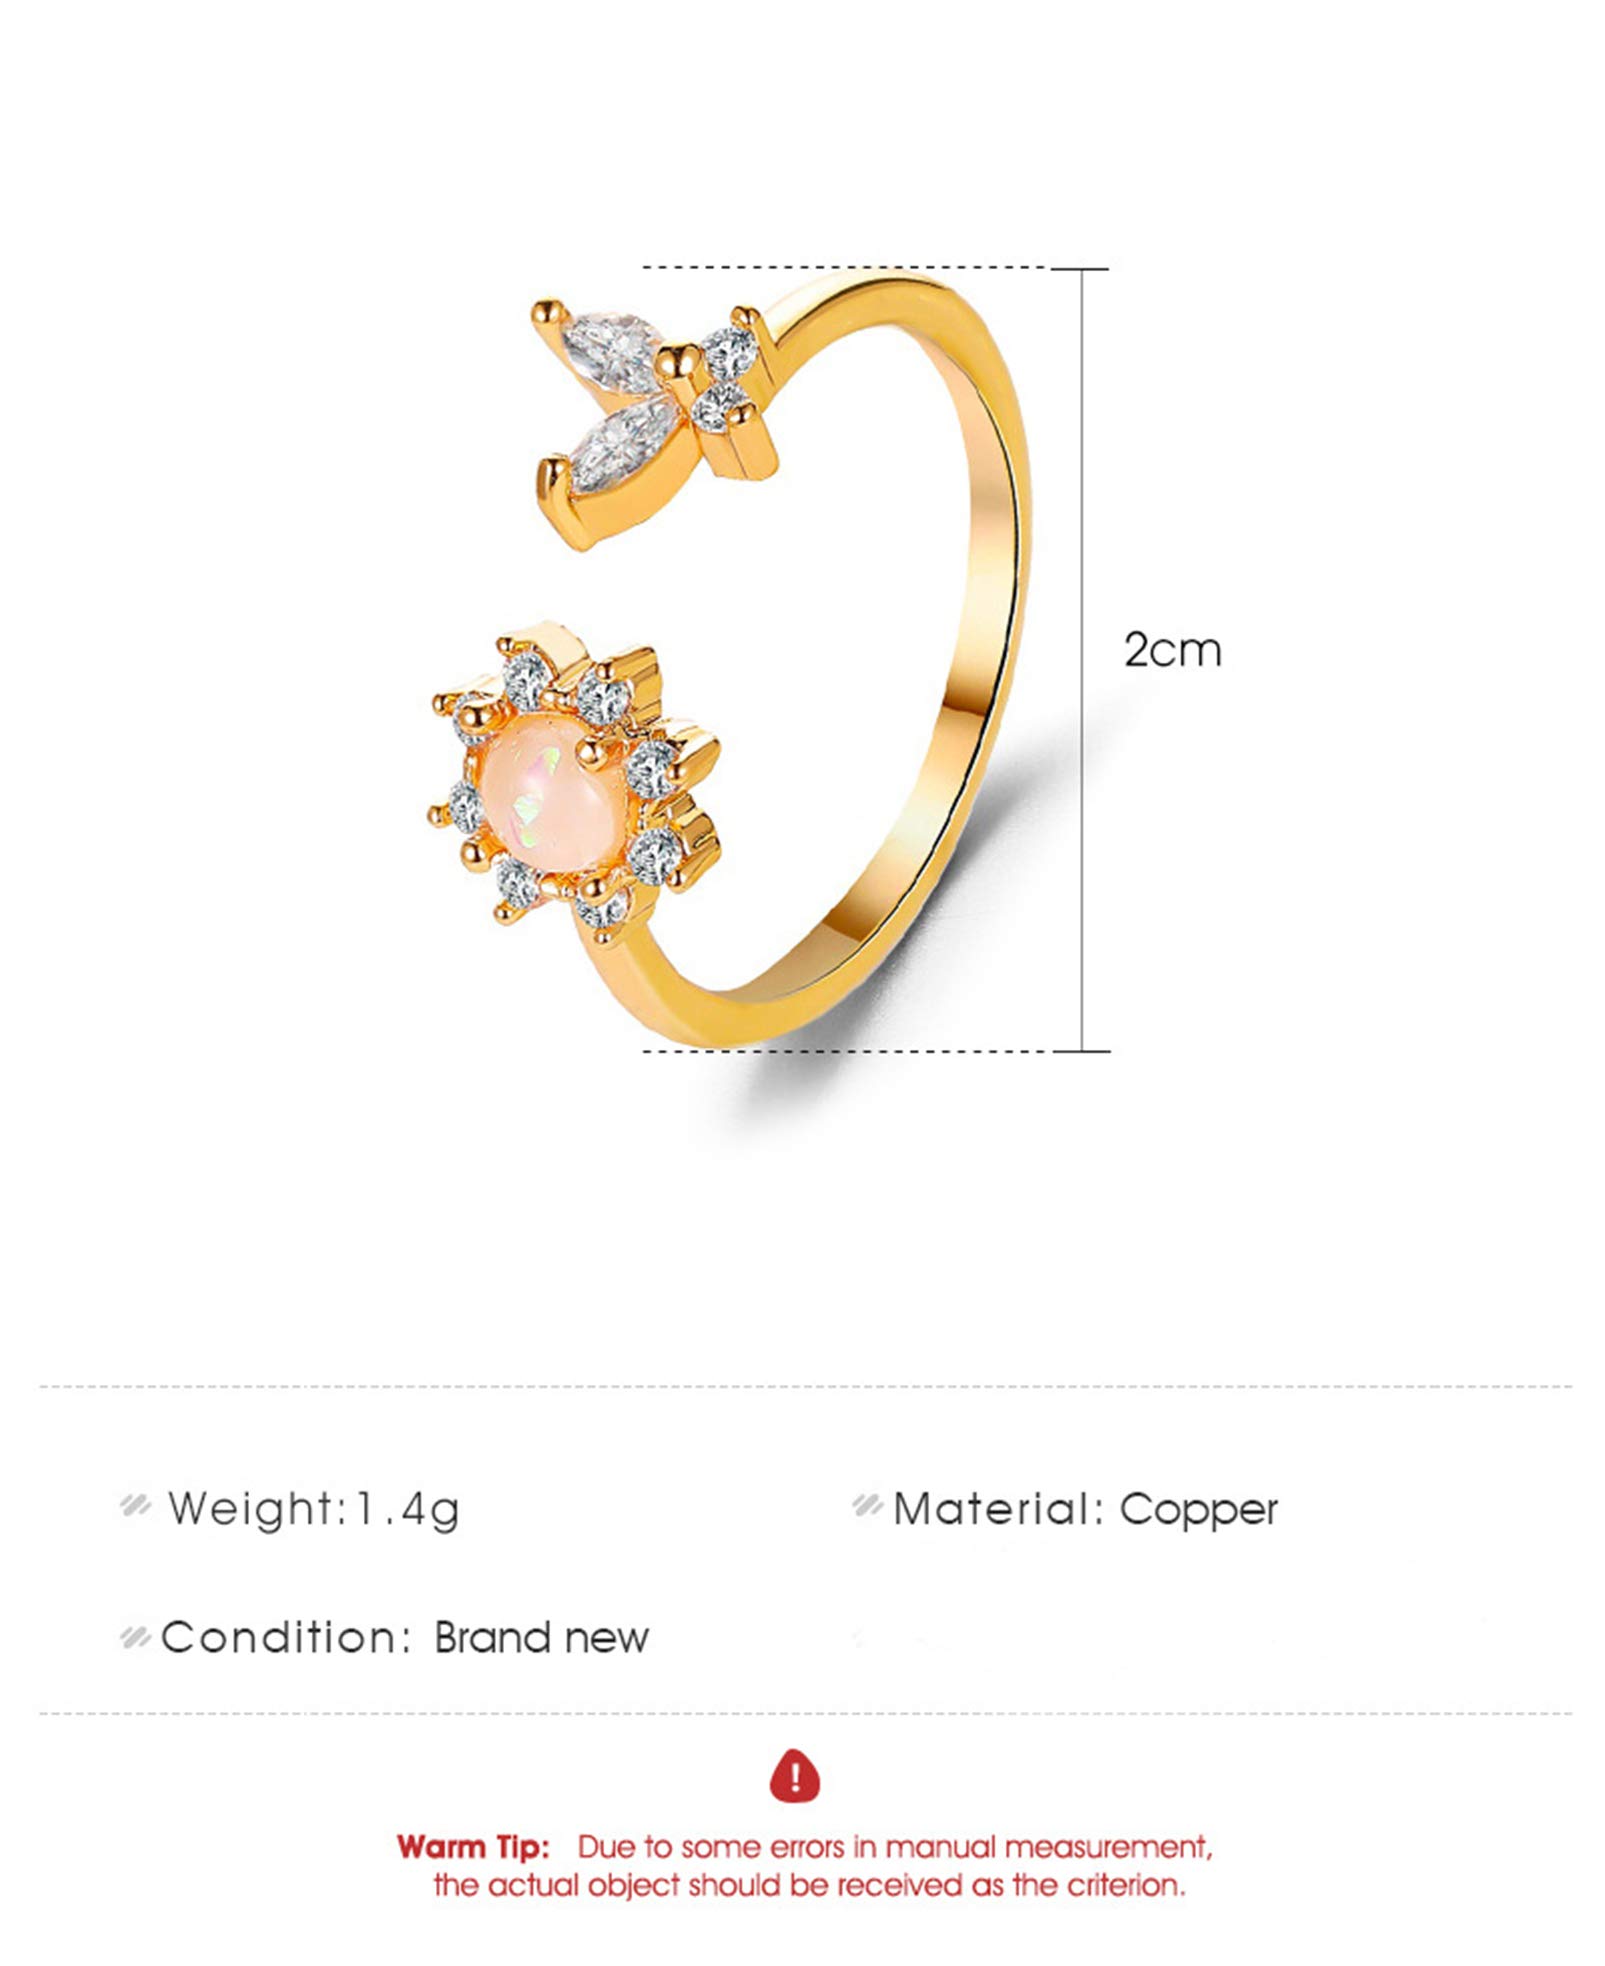 2cm
Weight:1.4g
Material: Copper
Condition: Brand new
!
Warm Tip: Due to some errors in manual measurement,
the actual object should be received as the criterion.